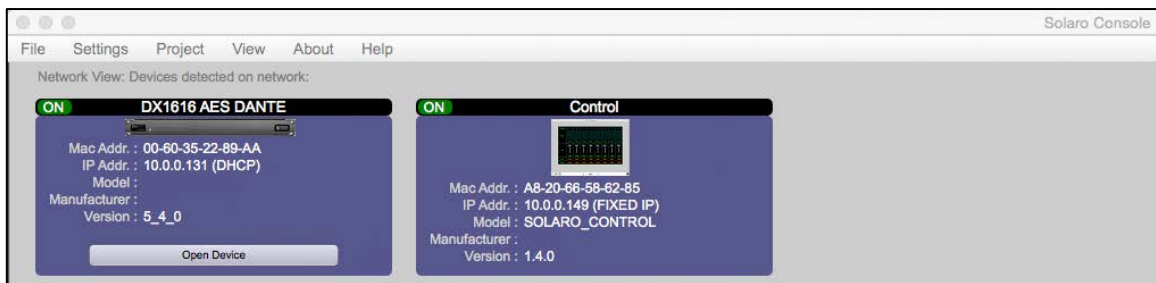 Solaro Console
File Settings Project View About Help
Network View: Devices detected on network:
ON DX1616 AES DANTE
Mac Addr. : 00-60-35-22-89-AA
IP Addr. : 10.0.0.131 (DHCP)
Model :
Manufacturer :
Version : 5_4_0
Open Device
ON Control
Mac Addr. : A8-20-66-58-62-85
IP Addr. : 10.0.0.149 (FIXED IP)
Model : SOLARO_CONTROL
Manufacturer :
Version : 1.4.0